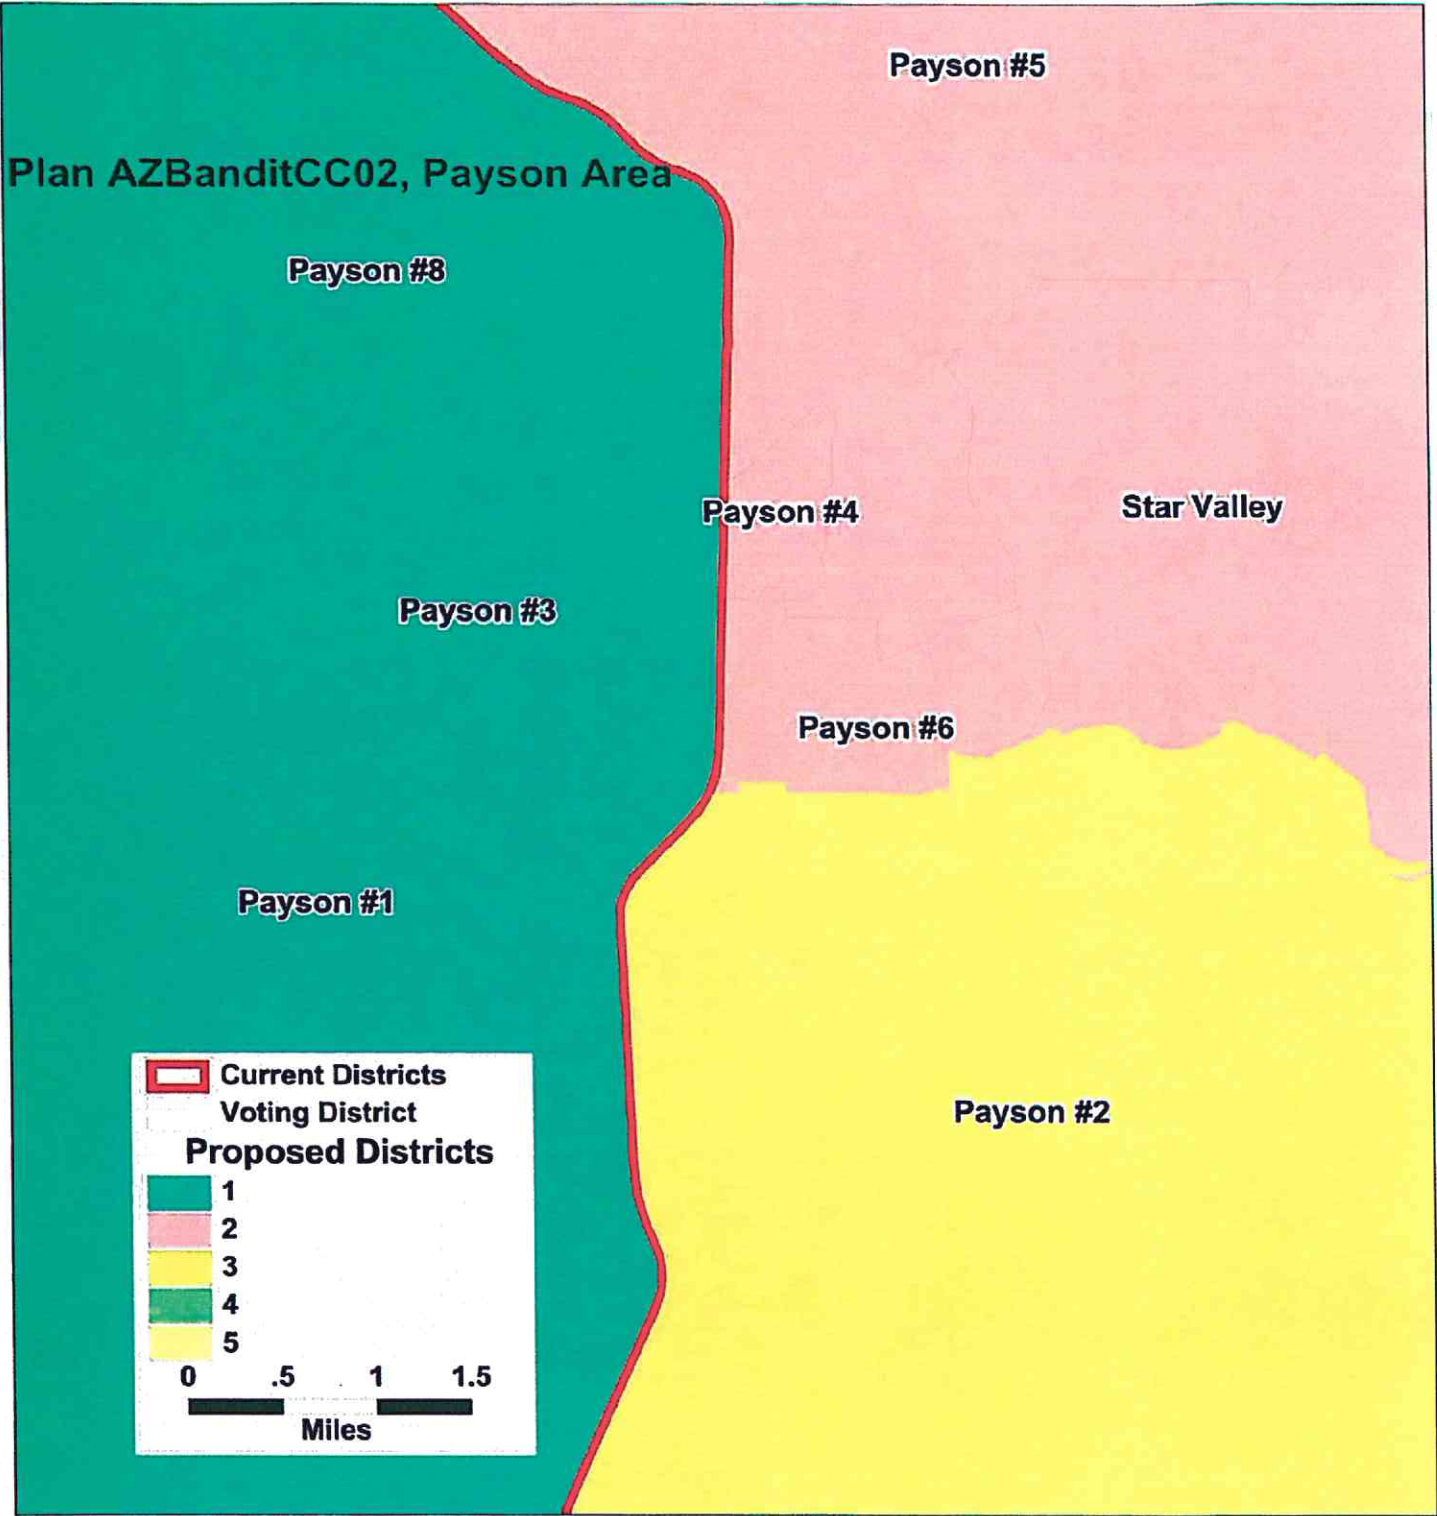 Payson #5
Plan AZBanditCC02, Payson Area
Payson #8
Payson #4
Star Valley
Payson #3
Payson #6
Payson #1
Payson #2
Current Districts
Voting District
Proposed Districts
1
2
3
4
5
0 .5 1 1.5
Miles